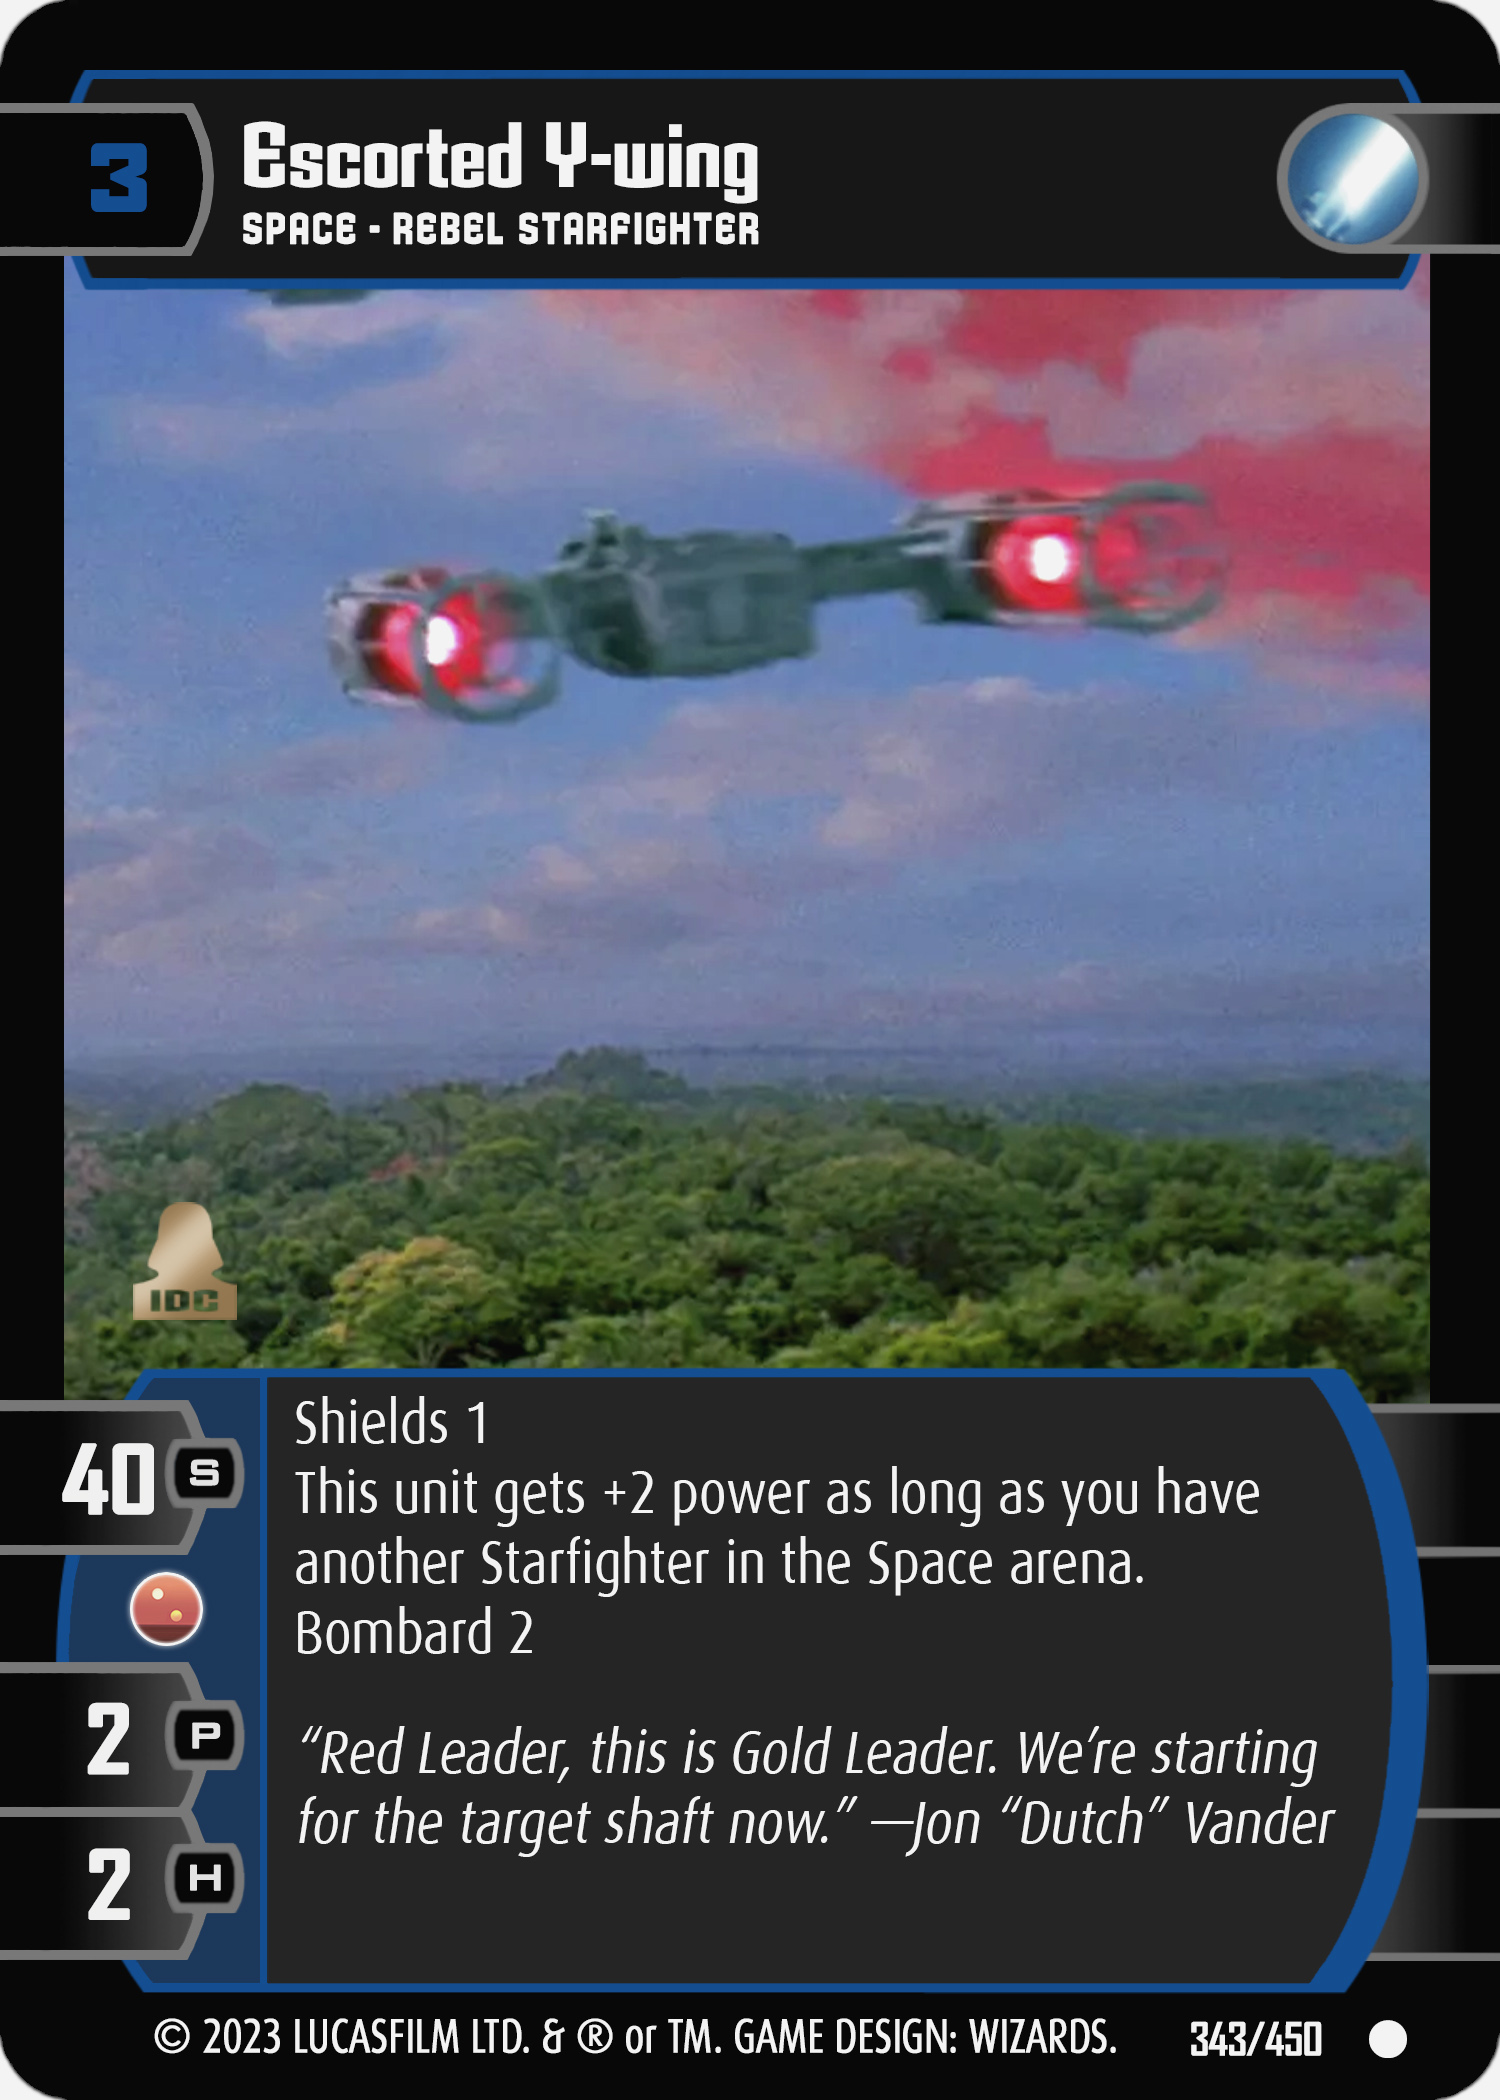 3
Escorted Y-wing
SPACE - REBEL STARFIGHTER
IDC
40 S
Shields 1
This unit gets +2 power as long as you have
another Starfighter in the Space arena.
Bombard 2
2 P
“Red Leader, this is Gold Leader. We’re starting
for the target shaft now.” —Jon “Dutch” Vander
2 H
© 2023 LUCASFILM LTD. & ® or TM. GAME DESIGN: WIZARDS.
343/450